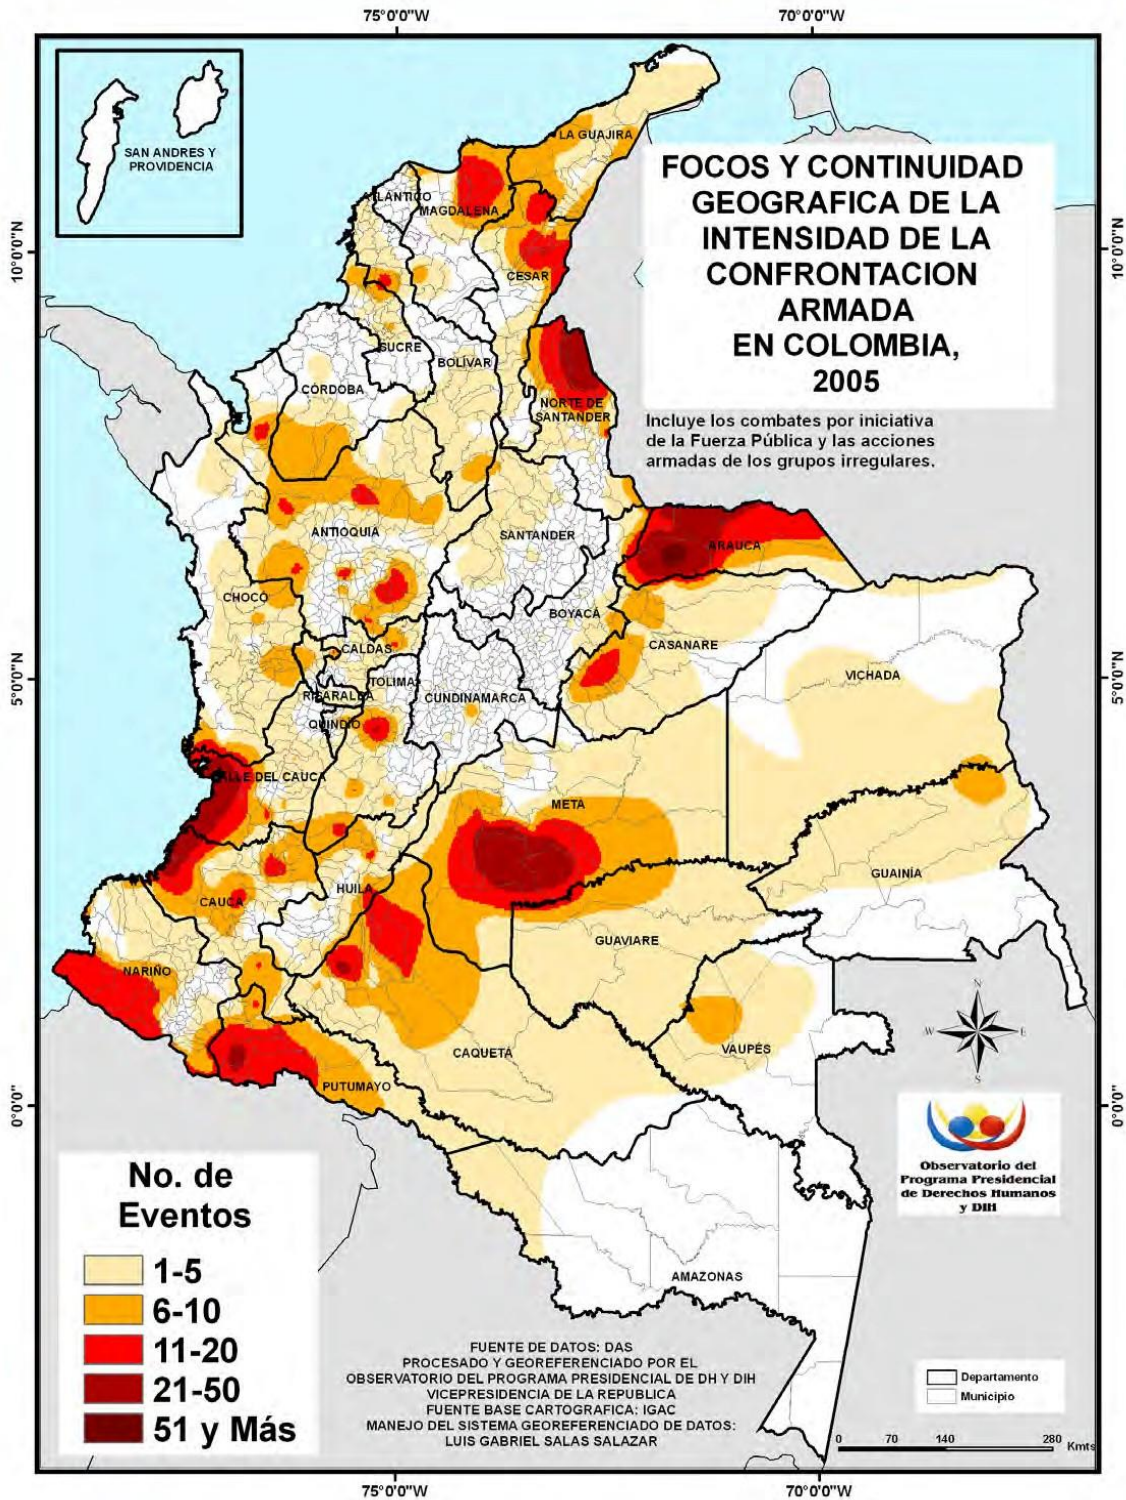 75°0'0"W
70°0'0"W
SAN ANDRES Y
PROVIDENCIA
FOCOS Y CONTINUIDAD
GEOGRAFICA DE LA
INTENSIDAD DE LA
CONFRONTACION
ARMADA
EN COLOMBIA,
2005
Incluye los combates por iniciativa
de la Fuerza Pública y las acciones
armadas de los grupos irregulares.
10°0'0"N
10°0'0"N
LA GUAJIRA
ATLÁNTICO
MAGDALENA
CESAR
SUCRE
BOLÍVAR
CÓRDOBA
NORTE DE
SANTANDER
ANTIOQUIA
SANTANDER
ARAUCA
CHOCÓ
BOYACÁ
CALDAS
CASANARE
5°0'0"N
5°0'0"N
VICHADA
TOLIMA
RISARALDA
CUNDINAMARCA
QUINDÍO
VALLE DEL CAUCA
META
GUAINÍA
HUILA
CAUCA
GUAVIARE
NARIÑO
VAUPÉS
CAQUETÁ
PUTUMAYO
AMAZONAS
0°0'0"
0°0'0"
N
W
E
S
Observatorio del
Programa Presidencial
de Derechos Humanos
y DIH
No. de
Eventos
1-5
6-10
11-20
21-50
51 y Más
FUENTE DE DATOS: DAS
PROCESADO Y GEOREFERENCIADO POR EL
OBSERVATORIO DEL PROGRAMA PRESIDENCIAL DE DH Y DIH
VICEPRESIDENCIA DE LA REPUBLICA
FUENTE BASE CARTOGRAFICA: IGAC
MANEJO DEL SISTEMA GEOREFERENCIADO DE DATOS:
LUIS GABRIEL SALAS SALAZAR
Departamento
Municipio
0 70 140 280
Kmts
75°0'0"W
70°0'0"W